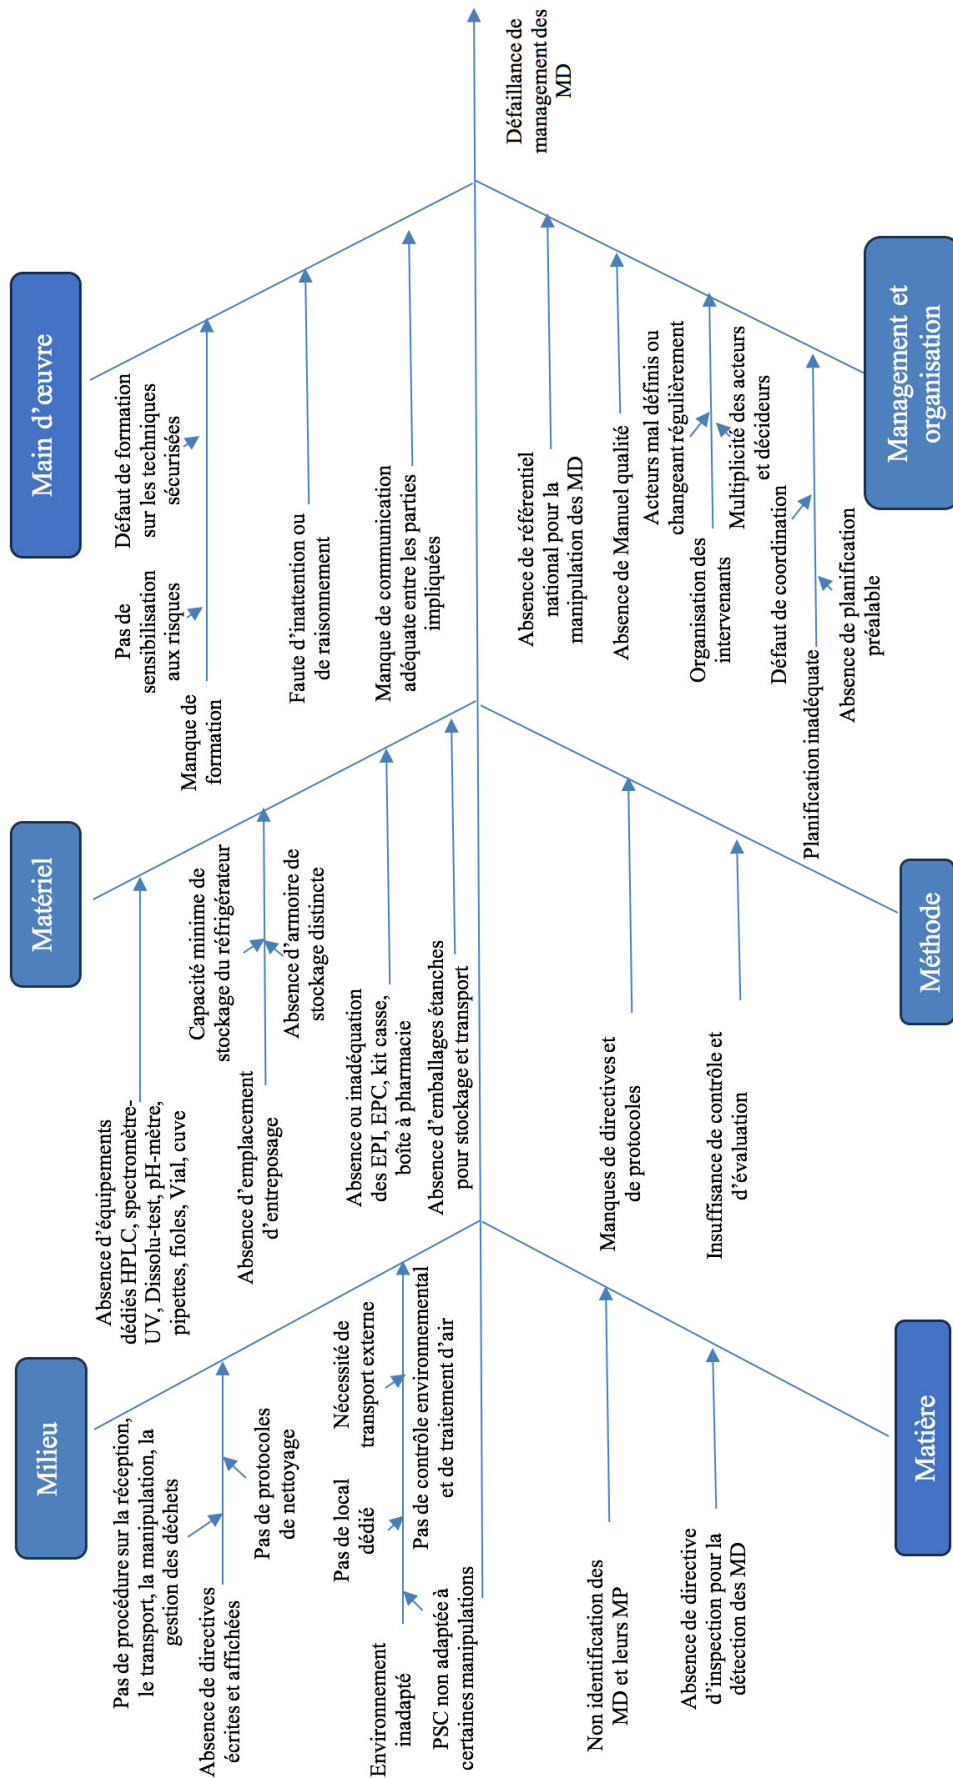 Milieu
Pas de procédure sur la réception,
le transport, la manipulation, la
gestion des déchets
Absence de directives
écrites et affichées
Pas de protocoles
de nettoyage
Pas de local
dédié
Nécessité de
transport externe
Environnement
inadapté
Pas de contrôle environnemental
et de traitement d’air
PSC non adaptée à
certaines manipulations
Matériel
Absence d’équipements
dédiés HPLC, spectromètre-
UV, Dissolu-test, pH-mètre,
pipettes, fioles, Vial, cuve
Capacité minime de
stockage du réfrigérateur
Absence d’emplacement
d’entreposage
Absence d’armoire de
stockage distincte
Absence ou inadéquation
des EPI, EPC, kit casse,
boîte à pharmacie
Absence d’emballages étanches
pour stockage et transport
Main d’œuvre
Pas de
sensibilisation
aux risques
Défaut de formation
sur les techniques
sécurisées
Manque de
formation
Faute d’inattention ou
de raisonnement
Manque de communication
adéquate entre les parties
impliquées
Défaillance de
management des
MD
Non identification des
MD et leurs MP
Absence de directive
d’inspection pour la
détection des MD
Matière
Manques de directives et
de protocoles
Insuffisance de contrôle et
d’évaluation
Méthode
Absence de référentiel
national pour la
manipulation des MD
Absence de Manuel qualité
Acteurs mal définis ou
changeant régulièrement
Organisation des
intervenants
Multiplicité des acteurs
et décideurs
Défaut de coordination
Planification inadéquate
Absence de planification
préalable
Management et
organisation